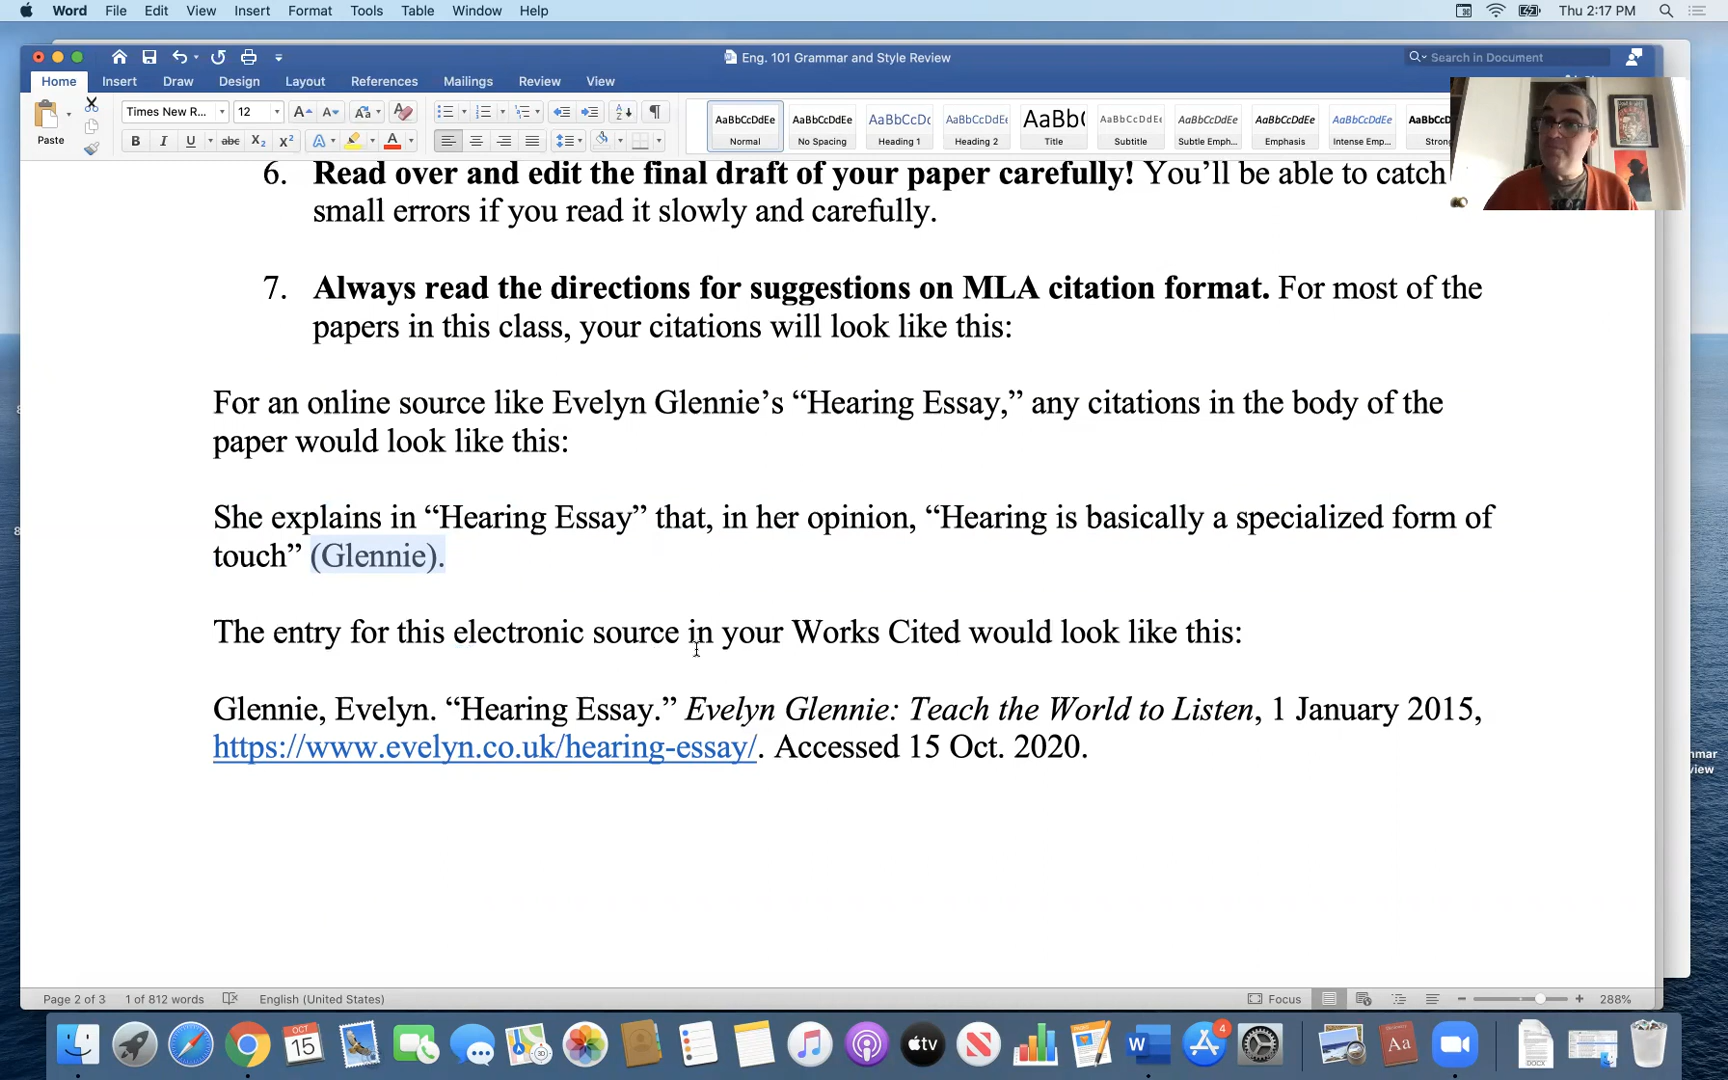 Word File Edit View Insert Format Tools Table Window Help Thu 2:17 PM
Eng. 101 Grammar and Style Review Search in Document
Home Insert Draw Design Layout References Mailings Review View
Times New R... 12
Paste
AaBbCcDdEe AaBbCcDdEe AaBbCcDc AaBbCcDdEe AaBb( AaBbCcDdEe AaBbCcDdEe AaBbCcDdEe AaBbCcDdEe
Normal No Spacing Heading 1 Heading 2 Title Subtitle Subtle Emph... Emphasis Intense Emp... Stron
6. Read over and edit the final draft of your paper carefully! You’ll be able to catch
small errors if you read it slowly and carefully.
7. Always read the directions for suggestions on MLA citation format. For most of the
papers in this class, your citations will look like this:
For an online source like Evelyn Glennie’s “Hearing Essay,” any citations in the body of the
paper would look like this:
She explains in “Hearing Essay” that, in her opinion, “Hearing is basically a specialized form of
touch” (Glennie).
The entry for this electronic source in your Works Cited would look like this:
Glennie, Evelyn. “Hearing Essay.” Evelyn Glennie: Teach the World to Listen, 1 January 2015,
https://www.evelyn.co.uk/hearing-essay/. Accessed 15 Oct. 2020.
Page 2 of 3 1 of 812 words English (United States) Focus 288%
OCT
15
tv
4